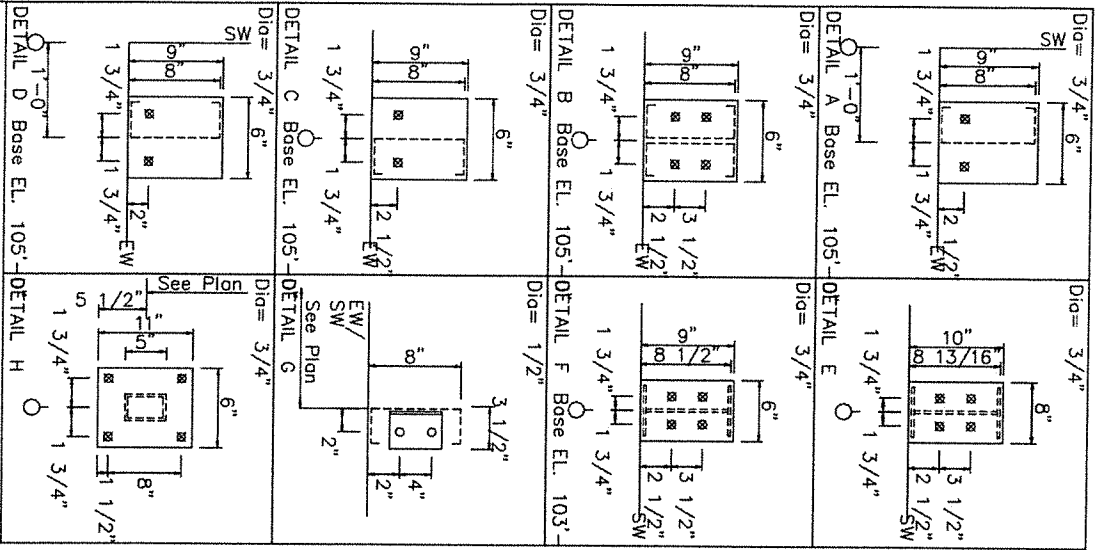 Dia= 3/4"
6"
SW
9"
8"
2 1/2"
EW
1 3/4"
1 3/4"
1'-0"
DETAIL A Base EL. 105'-
Dia= 3/4"
8"
10"
8 13/16"
3 1/2"
2 1/2"
SW
1 3/4"
1 3/4"
DETAIL E
Dia= 3/4"
6"
9"
8"
3 1/2"
2 1/2"
EW
1 3/4"
1 3/4"
DETAIL B Base EL. 105'-
Dia= 3/4"
6"
9"
8 1/2"
3 1/2"
2 1/2"
SW
1 3/4"
1 3/4"
DETAIL F Base EL. 103'-
Dia= 3/4"
6"
9"
8"
2 1/2"
EW
1 3/4"
1 3/4"
DETAIL C Base EL. 105'-
Dia= 1/2"
8"
3 1/2"
4"
2"
2"
EW/
SW
See Plan
DETAIL G
Dia= 3/4"
6"
SW
9"
8"
2"
EW
1 3/4"
1 3/4"
1'-0"
DETAIL D Base EL. 105'-
Dia= 3/4"
6"
See Plan
5 1/2"
11"
5"
8"
1 1/2"
1 3/4"
1 3/4"
DETAIL H